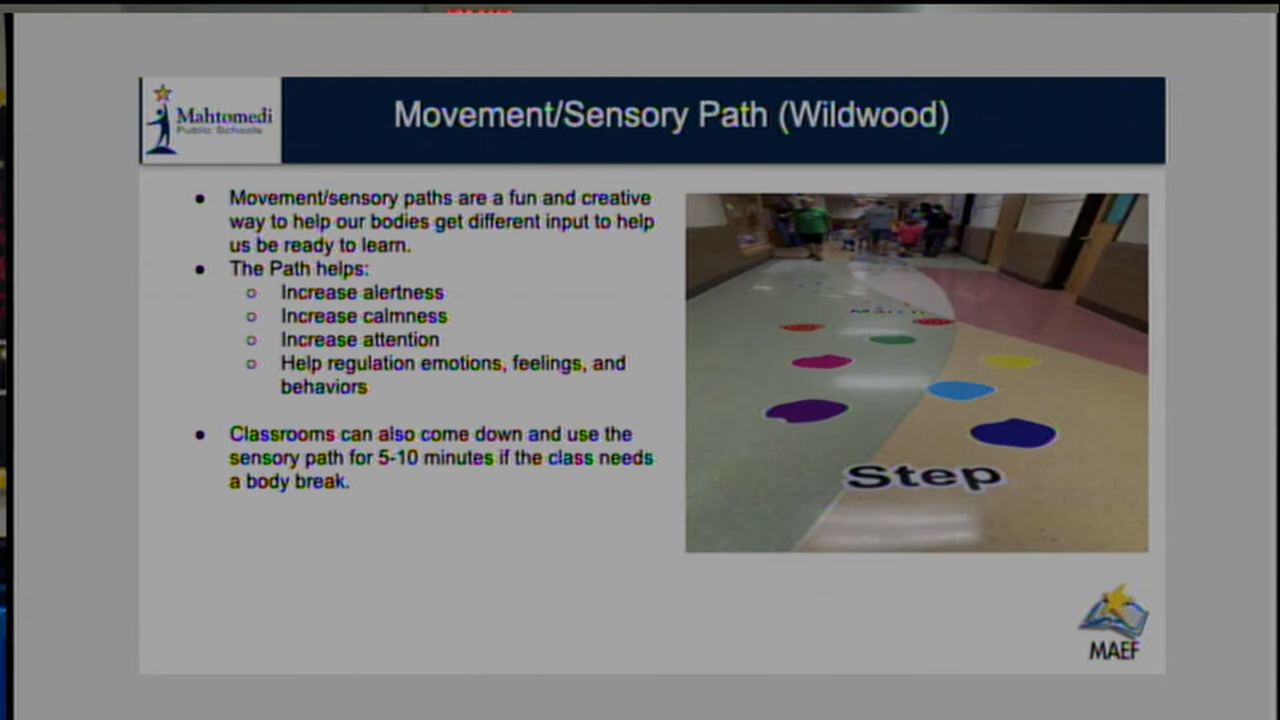 Mahtomedi
Public Schools
Movement/Sensory Path (Wildwood)
● Movement/sensory paths are a fun and creative
way to help our bodies get different input to help
us be ready to learn.
● The Path helps:
○ Increase alertness
○ Increase calmness
○ Increase attention
○ Help regulation emotions, feelings, and
behaviors
● Classrooms can also come down and use the
sensory path for 5-10 minutes if the class needs
a body break.
March
Step
MAEF